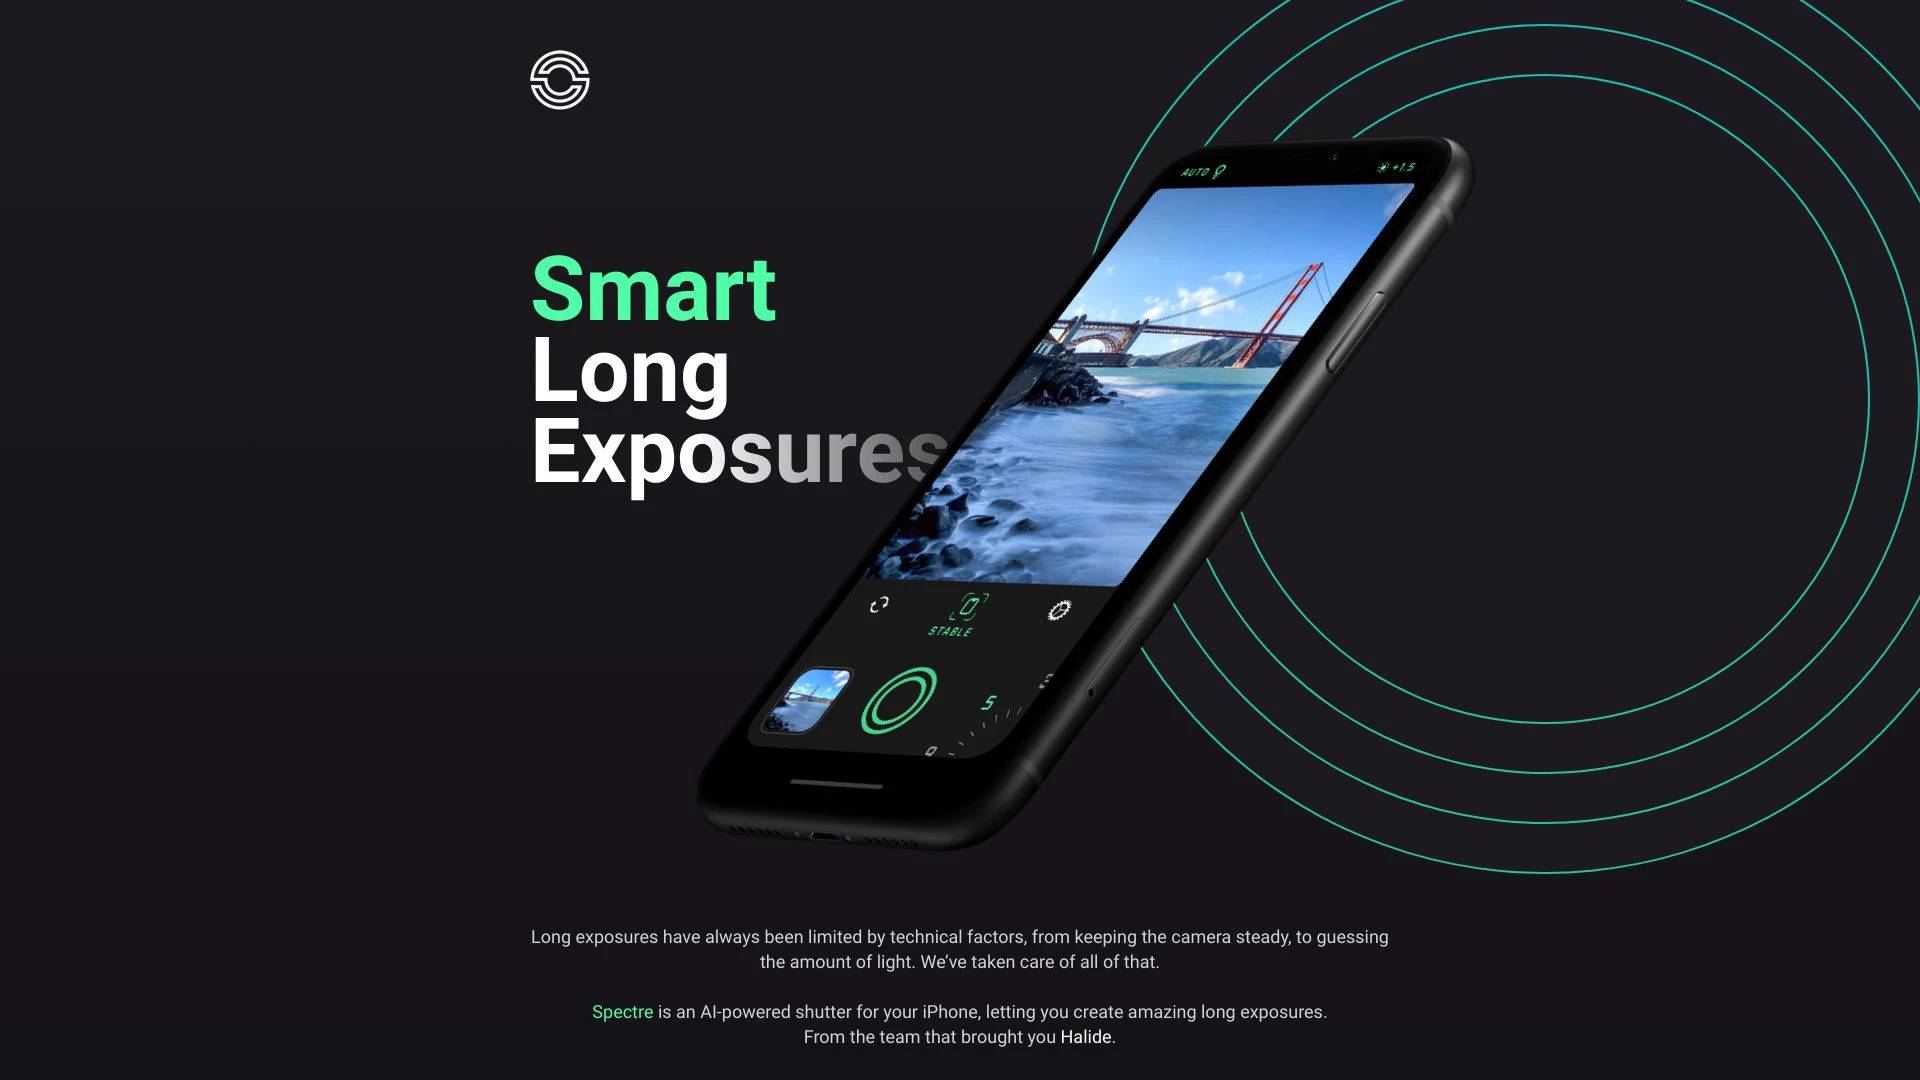 Smart
Long
Exposures
AUTO
+1.5
STABLE
5
Long exposures have always been limited by technical factors, from keeping the camera steady, to guessing
the amount of light. We’ve taken care of all of that.
Spectre is an AI-powered shutter for your iPhone, letting you create amazing long exposures.
From the team that brought you Halide.